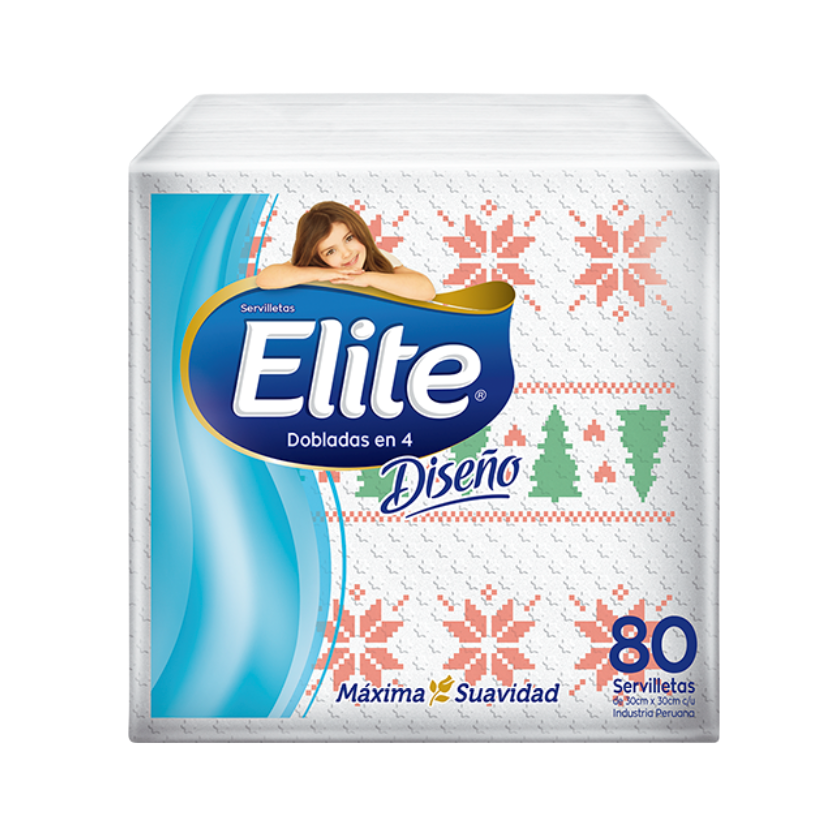 Servilletas
Elite®
Dobladas en 4
Diseño
Máxima Suavidad
80
Servilletas
de 30cm x 30cm c/u
Industria Peruana